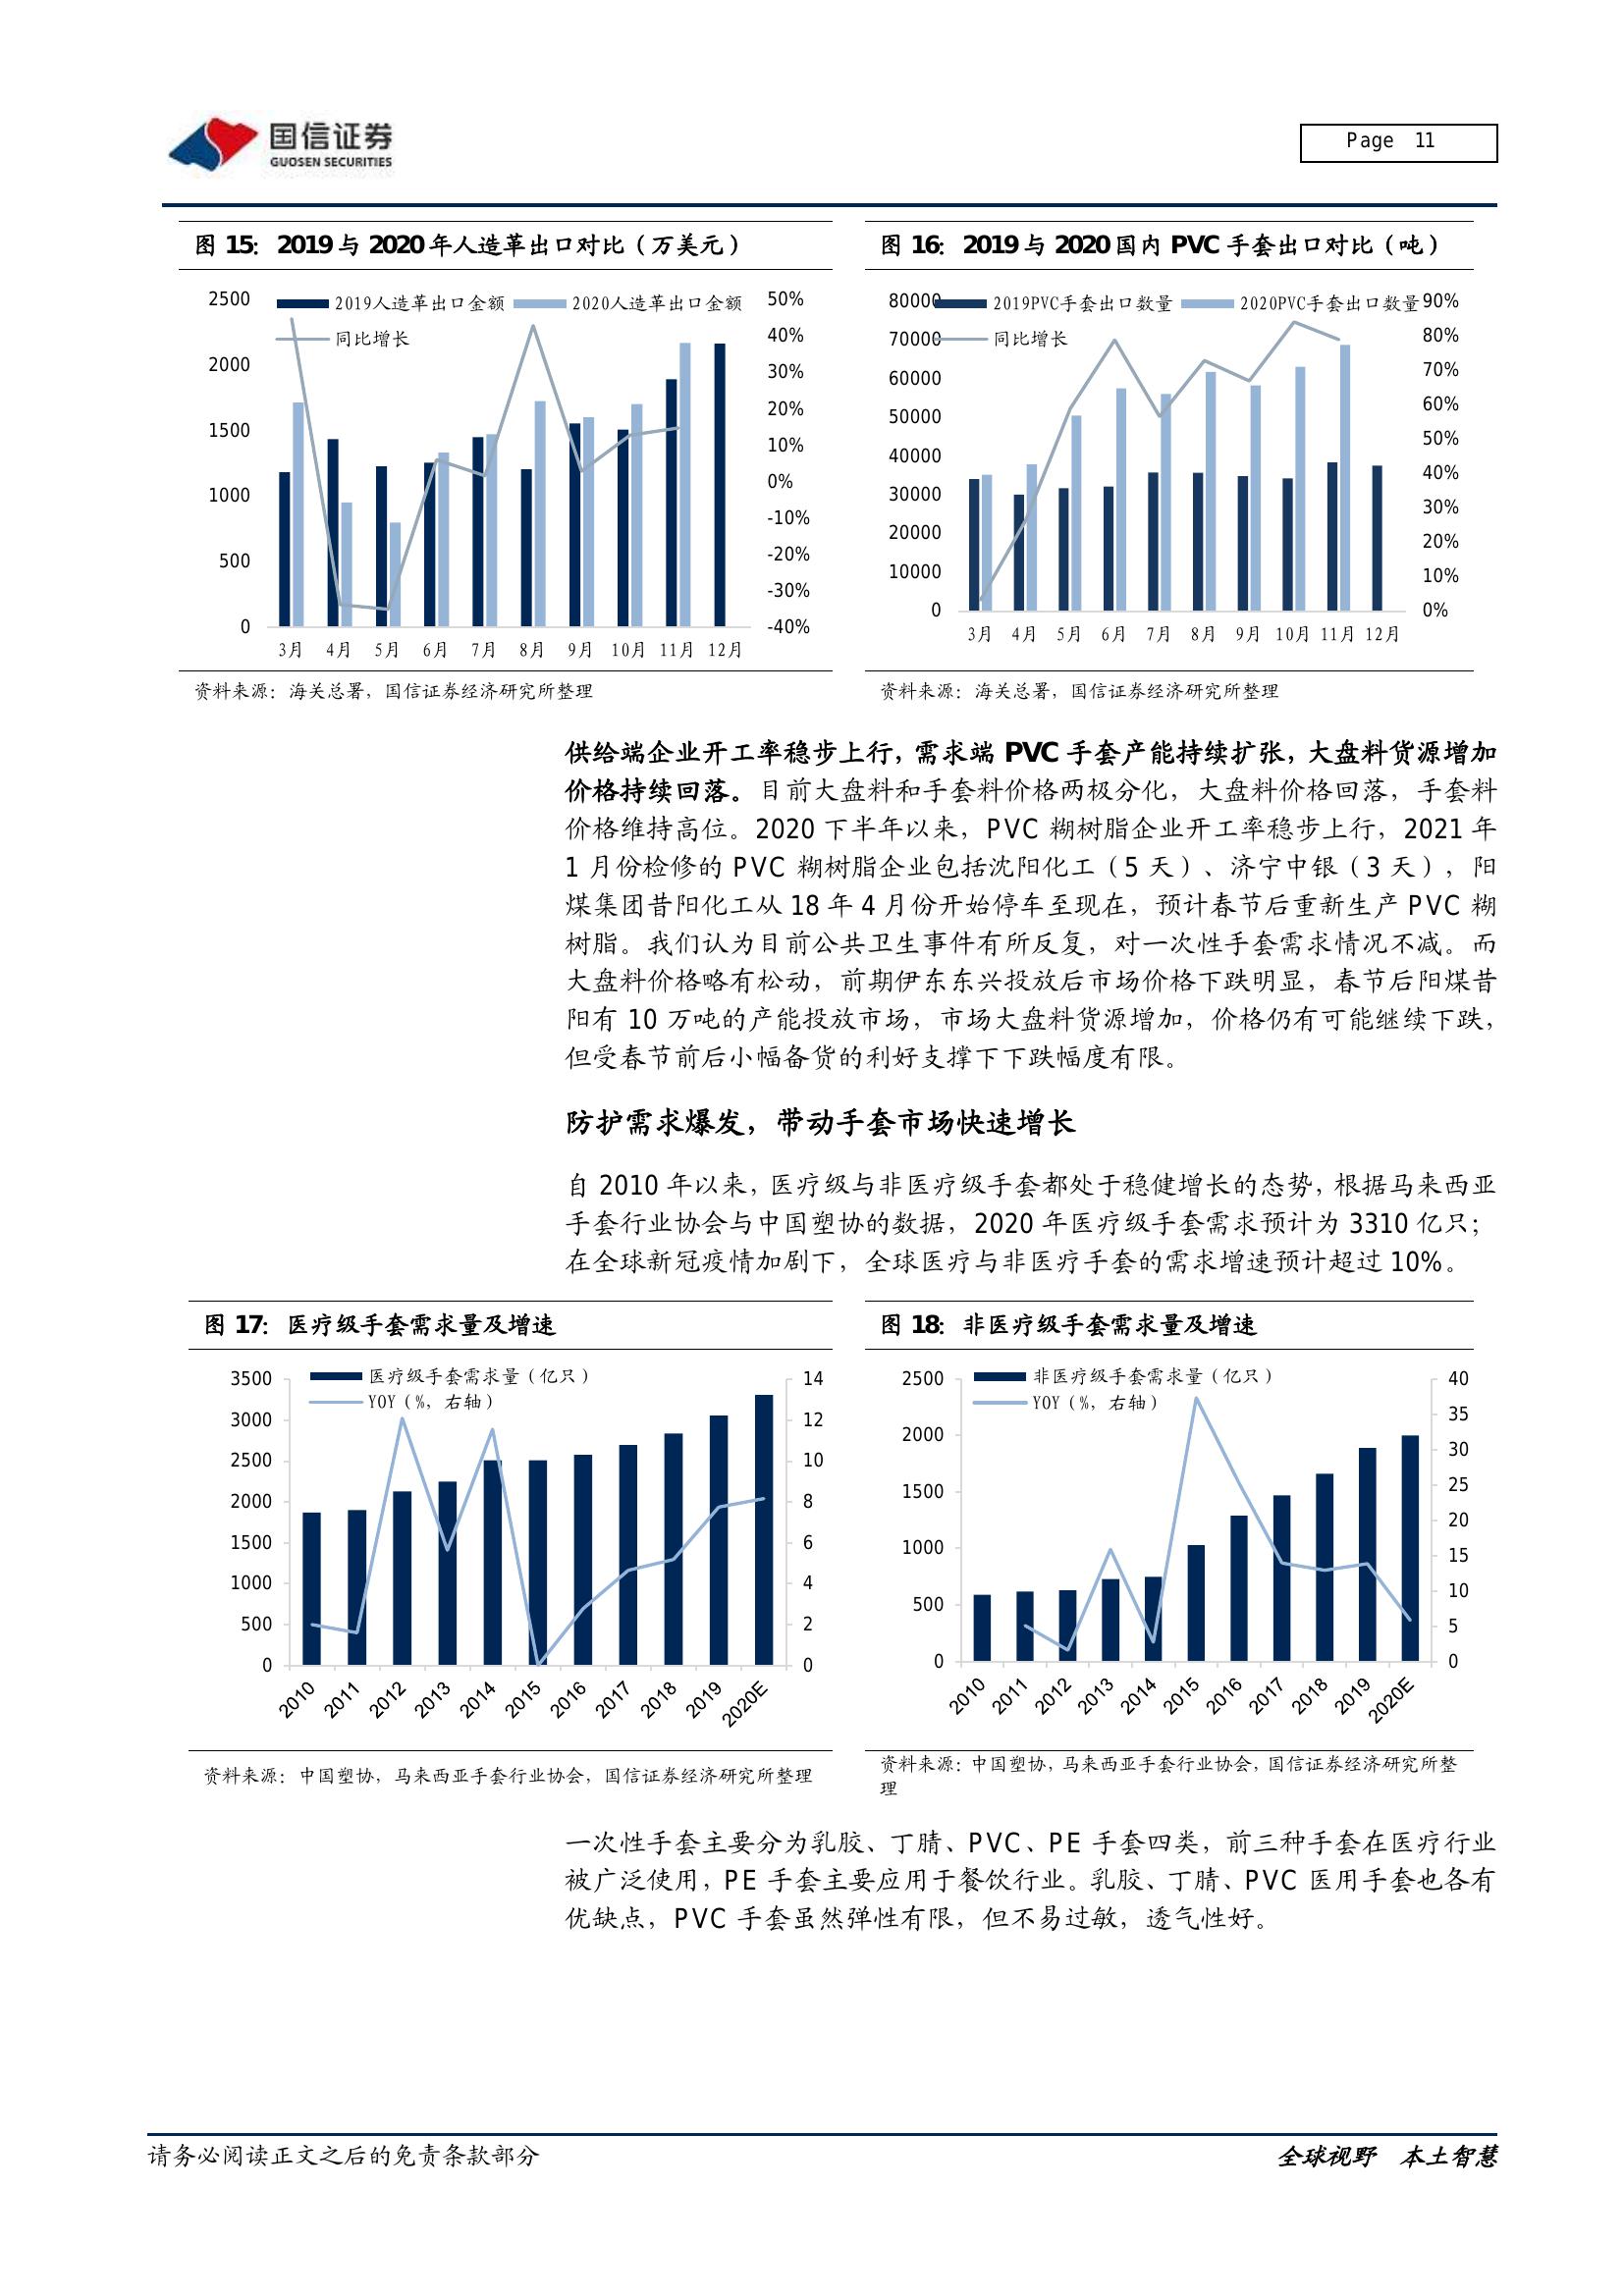 国信证券
GUOSEN SECURITIES
Page 11
图 15: 2019 与 2020 年人造革出口对比（万美元）
2019人造革出口金额 2020人造革出口金额
同比增长
2500
2000
1500
1000
500
0
50%
40%
30%
20%
10%
0%
-10%
-20%
-30%
-40%
3月 4月 5月 6月 7月 8月 9月 10月 11月 12月
资料来源：海关总署，国信证券经济研究所整理
图 16: 2019 与 2020 国内 PVC 手套出口对比（吨）
2019PVC手套出口数量 2020PVC手套出口数量
同比增长
80000
70000
60000
50000
40000
30000
20000
10000
0
90%
80%
70%
60%
50%
40%
30%
20%
10%
0%
3月 4月 5月 6月 7月 8月 9月 10月 11月 12月
资料来源：海关总署，国信证券经济研究所整理
供给端企业开工率稳步上行，需求端 PVC 手套产能持续扩张，大盘料货源增加
价格持续回落。目前大盘料和手套料价格两极分化，大盘料价格回落，手套料
价格维持高位。2020 下半年以来，PVC 糊树脂企业开工率稳步上行，2021 年
1 月份检修的 PVC 糊树脂企业包括沈阳化工（5 天）、济宁中银（3 天），阳
煤集团昔阳化工从 18 年 4 月份开始停车至现在，预计春节后重新生产 PVC 糊
树脂。我们认为目前公共卫生事件有所反复，对一次性手套需求情况不减。而
大盘料价格略有松动，前期伊东东兴投放后市场价格下跌明显，春节后阳煤昔
阳有 10 万吨的产能投放市场，市场大盘料货源增加，价格仍有可能继续下跌，
但受春节前后小幅备货的利好支撑下下跌幅度有限。
防护需求爆发，带动手套市场快速增长
自 2010 年以来，医疗级与非医疗级手套都处于稳健增长的态势，根据马来西亚
手套行业协会与中国塑协的数据，2020 年医疗级手套需求预计为 3310 亿只；
在全球新冠疫情加剧下，全球医疗与非医疗手套的需求增速预计超过 10%。
图 17: 医疗级手套需求量及增速
医疗级手套需求量（亿只）
YOY（%，右轴）
3500
3000
2500
2000
1500
1000
500
0
14
12
10
8
6
4
2
0
2010 2011 2012 2013 2014 2015 2016 2017 2018 2019 2020E
资料来源：中国塑协，马来西亚手套行业协会，国信证券经济研究所整理
图 18: 非医疗级手套需求量及增速
非医疗级手套需求量（亿只）
YOY（%，右轴）
2500
2000
1500
1000
500
0
40
35
30
25
20
15
10
5
0
2010 2011 2012 2013 2014 2015 2016 2017 2018 2019 2020E
资料来源：中国塑协，马来西亚手套行业协会，国信证券经济研究所整
理
一次性手套主要分为乳胶、丁腈、PVC、PE 手套四类，前三种手套在医疗行业
被广泛使用，PE 手套主要应用于餐饮行业。乳胶、丁腈、PVC 医用手套也各有
优缺点，PVC 手套虽然弹性有限，但不易过敏，透气性好。
请务必阅读正文之后的免责条款部分
全球视野 本土智慧